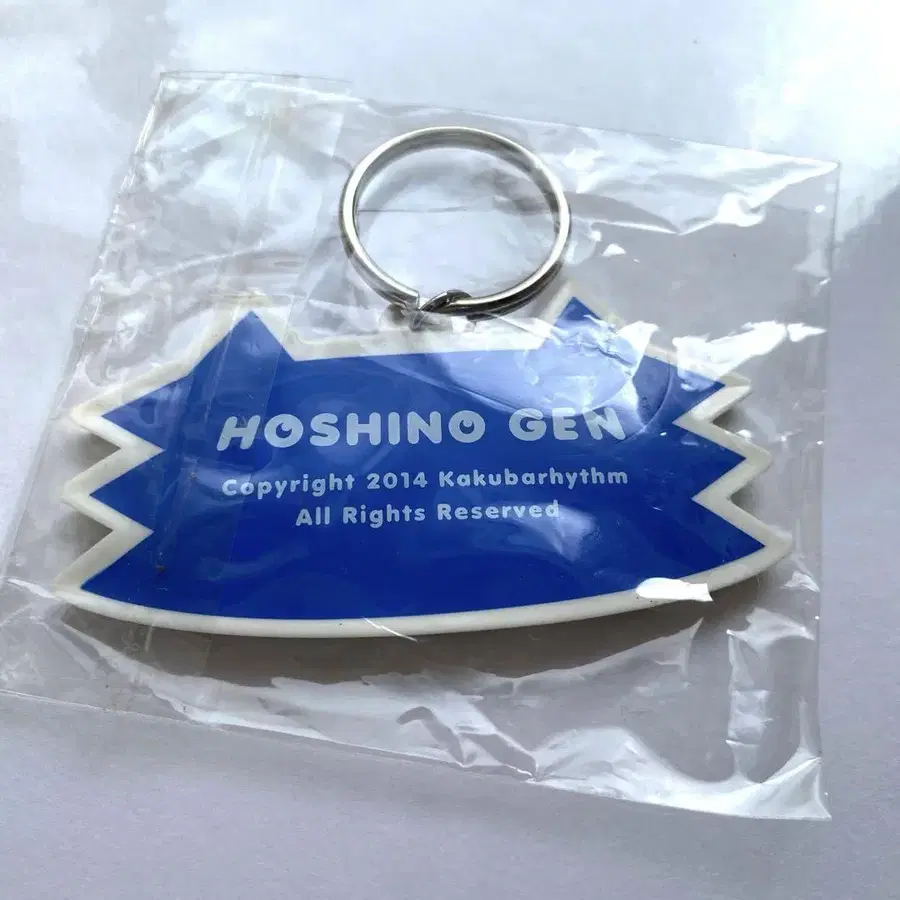 HOSHINO GEN
Copyright 2014 Kakubarhythm
All Rights Reserved